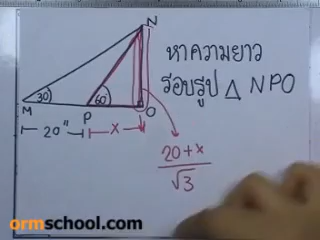 N
หาความยาว
รอบรูป △ NPO
30
60
M
P
O
20"
x
20+x
√3
ormschool.com